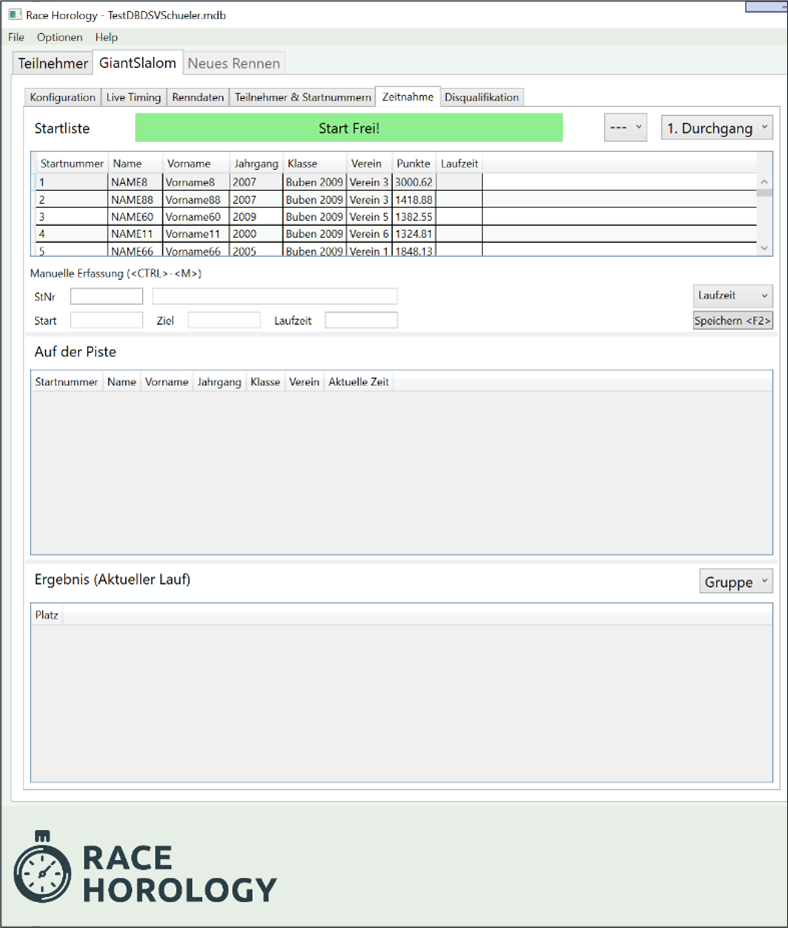 Race Horology - TestDBDSVSchueler.mdb
File Optionen Help
Teilnehmer GiantSlalom Neues Rennen
Konfiguration Live Timing Renndaten Teilnehmer & Startnummern Zeitnahme Disqualifikation
Startliste Start Frei! --- 1. Durchgang
Startnummer Name Vorname Jahrgang Klasse Verein Punkte Laufzeit
1 NAME8 Vorname8 2007 Buben 2009 Verein 3 3000.62
2 NAME88 Vorname88 2007 Buben 2009 Verein 3 1418.88
3 NAME60 Vorname60 2009 Buben 2009 Verein 5 1382.55
4 NAME11 Vorname11 2000 Buben 2009 Verein 6 1324.81
5 NAME66 Vorname66 2005 Buben 2009 Verein 1 1848.13
Manuelle Erfassung (<CTRL>-<M>)
StNr Laufzeit
Start Ziel Laufzeit Speichern <F2>
Auf der Piste
Startnummer Name Vorname Jahrgang Klasse Verein Aktuelle Zeit
Ergebnis (Aktueller Lauf) Gruppe
Platz
RACE
HOROLOGY